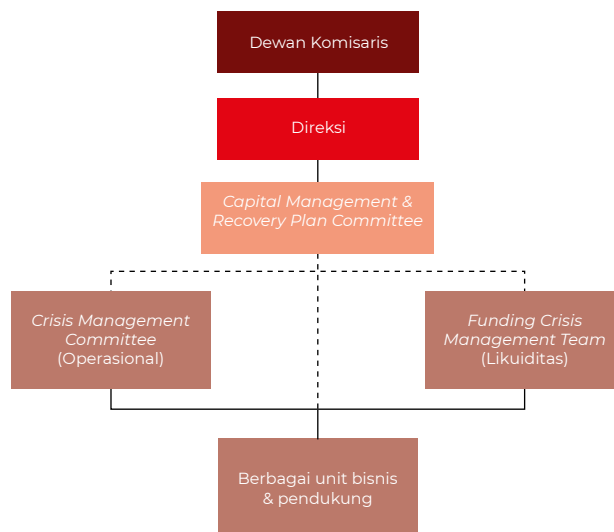 Dewan Komisaris
Direksi
Capital Management &
Recovery Plan Committee
Crisis Management
Committee
(Operasional)
Funding Crisis
Management Team
(Likuiditas)
Berbagai unit bisnis
& pendukung